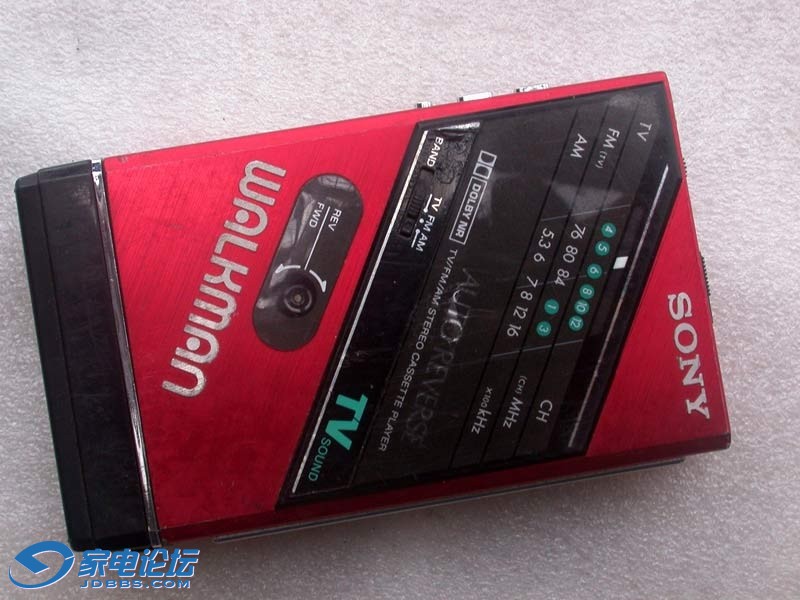 SONY
TV 4 5 6 8 10 12 CH
FM (TV) 76 80 84 1 3 (CH) MHz
AM 5.3 6 7 8 12 16 X100 kHz
DOLBY NR
AUTO REVERSE
TV/FM/AM STEREO CASSETTE PLAYER
BAND TV FM AM
TV SOUND
REV
FWD
WALKMAN
家电论坛
JDBBS.COM